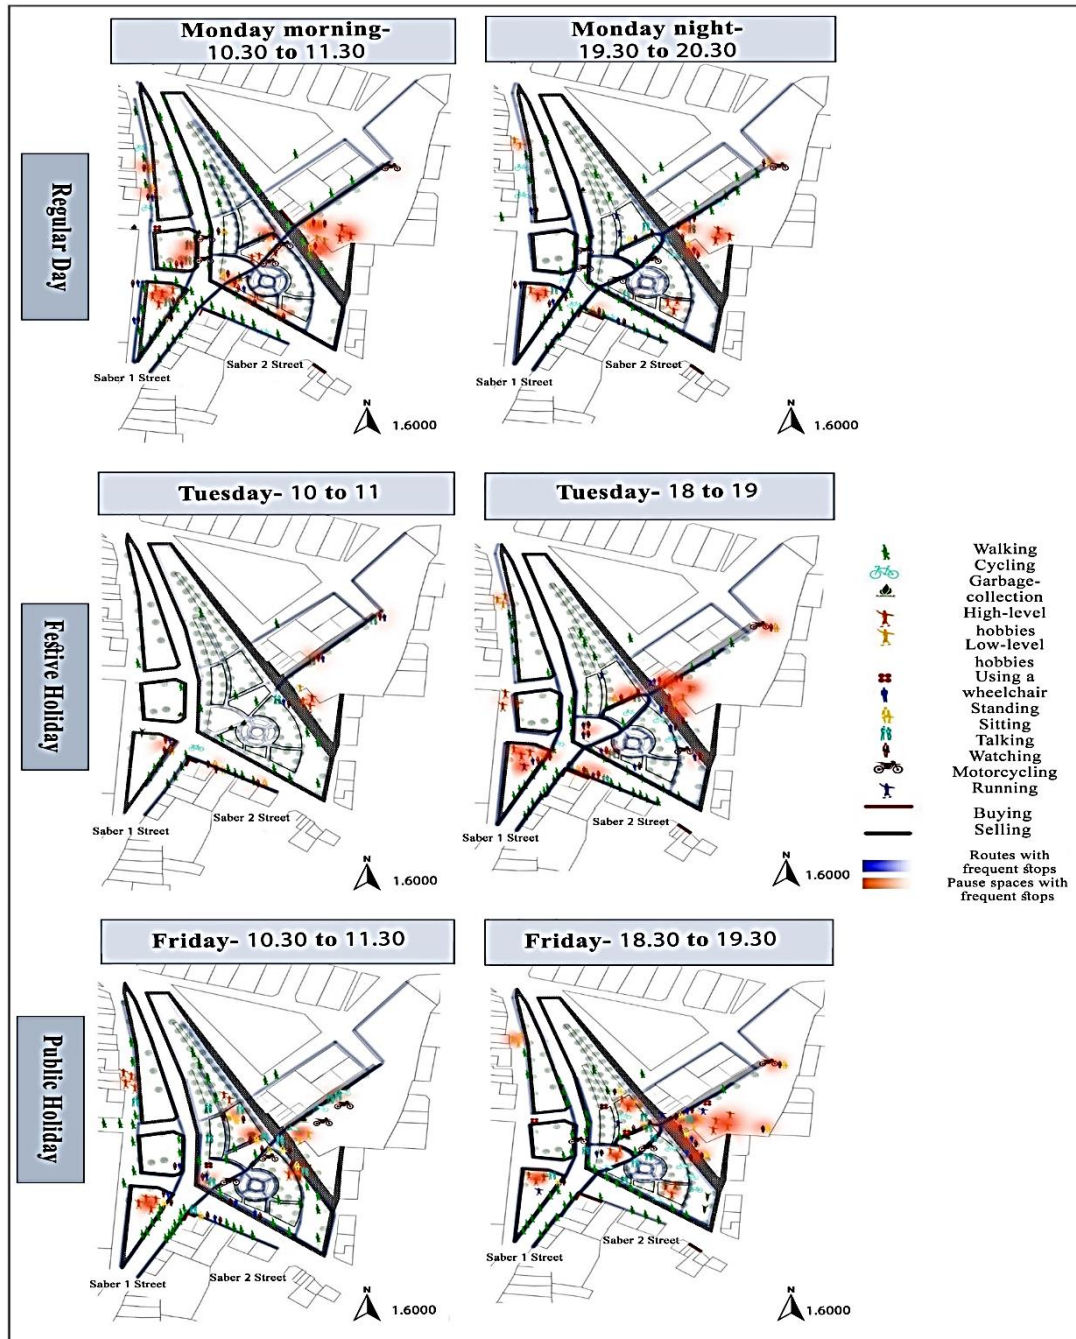 Monday morning-
10.30 to 11.30
Monday night-
19.30 to 20.30
Regular Day
Saber 1 Street
Saber 2 Street
N
1.6000
Saber 1 Street
Saber 2 Street
N
1.6000
Tuesday- 10 to 11
Tuesday- 18 to 19
Festive Holiday
Saber 1 Street
Saber 2 Street
N
1.6000
Saber 1 Street
Saber 2 Street
N
1.6000
Walking
Cycling
Garbage-
collection
High-level
hobbies
Low-level
hobbies
Using a
wheelchair
Standing
Sitting
Talking
Watching
Motorcycling
Running
Buying
Selling
Routes with
frequent stops
Pause spaces with
frequent stops
Friday- 10.30 to 11.30
Friday- 18.30 to 19.30
Public Holiday
Saber 1 Street
Saber 2 Street
N
1.6000
Saber 1 Street
Saber 2 Street
N
1.6000